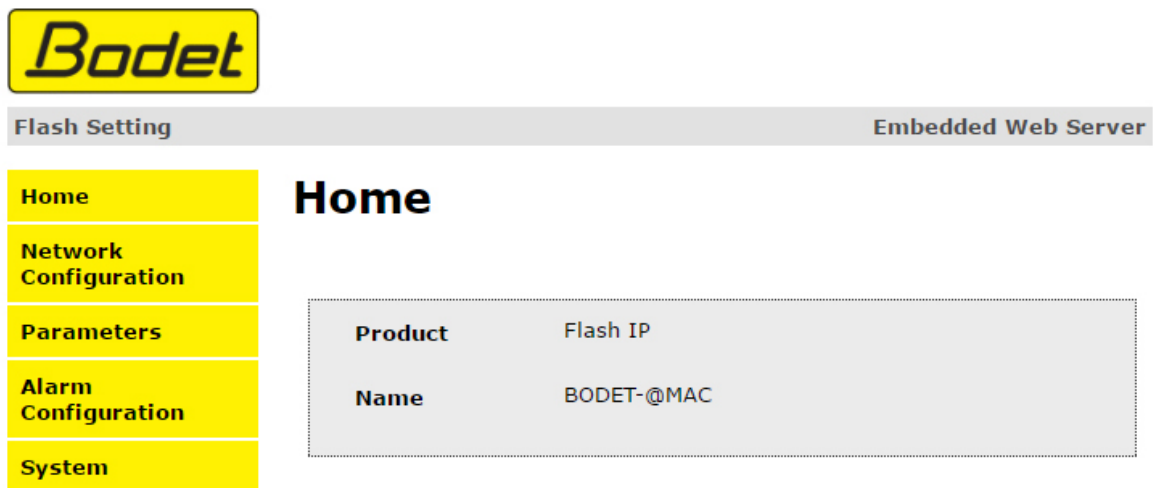 Bodet
Flash Setting Embedded Web Server
Home
Network
Configuration
Parameters
Alarm
Configuration
System
Home
Product Flash IP
Name BODET-@MAC